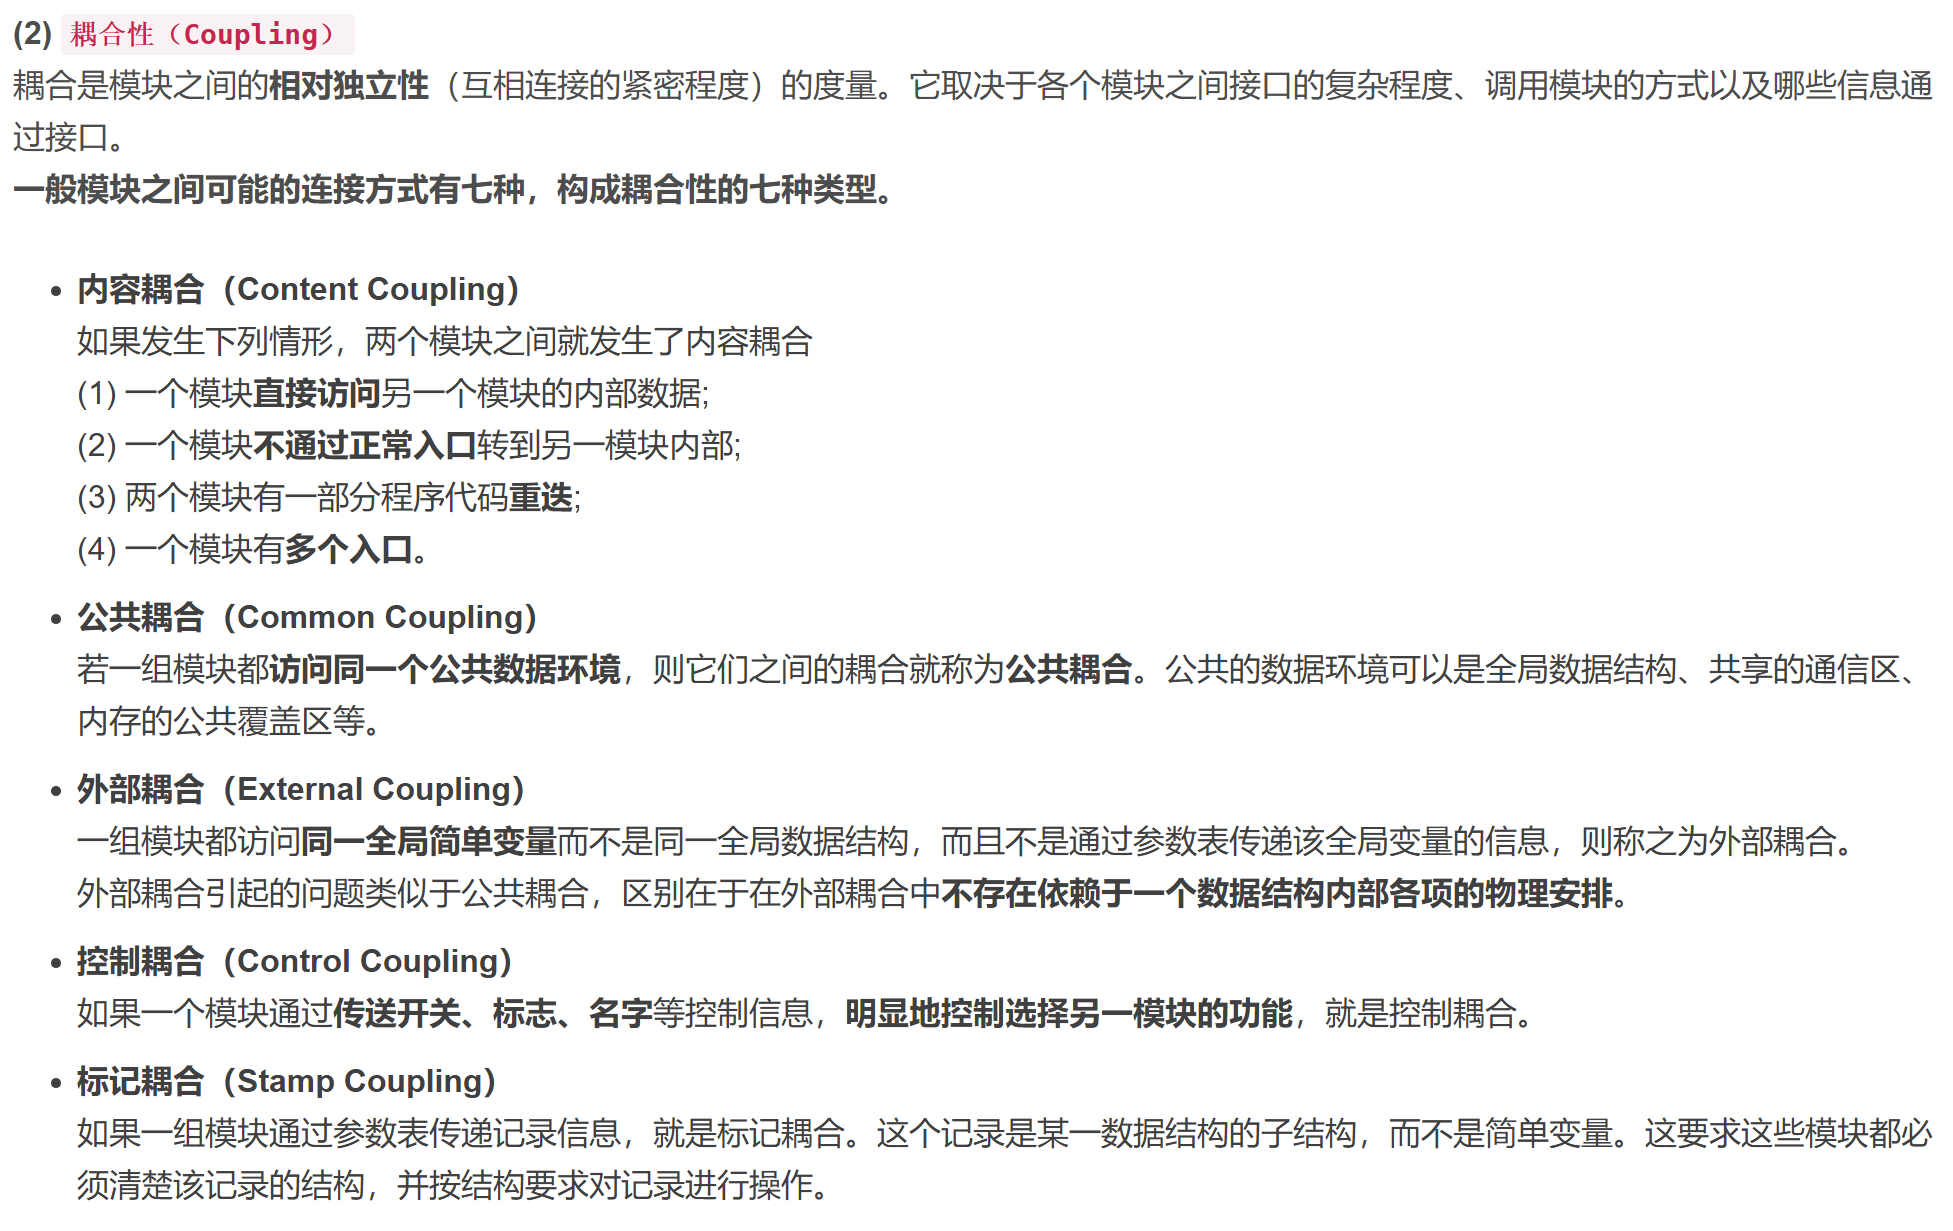 (2) 耦合性（Coupling）
耦合是模块之间的相对独立性（互相连接的紧密程度）的度量。它取决于各个模块之间接口的复杂程度、调用模块的方式以及哪些信息通
过接口。
一般模块之间可能的连接方式有七种，构成耦合性的七种类型。
• 内容耦合（Content Coupling）
如果发生下列情形，两个模块之间就发生了内容耦合
(1) 一个模块直接访问另一个模块的内部数据;
(2) 一个模块不通过正常入口转到另一模块内部;
(3) 两个模块有一部分程序代码重迭;
(4) 一个模块有多个入口。
• 公共耦合（Common Coupling）
若一组模块都访问同一个公共数据环境，则它们之间的耦合就称为公共耦合。公共的数据环境可以是全局数据结构、共享的通信区、
内存的公共覆盖区等。
• 外部耦合（External Coupling）
一组模块都访问同一全局简单变量而不是同一全局数据结构，而且不是通过参数表传递该全局变量的信息，则称之为外部耦合。
外部耦合引起的问题类似于公共耦合，区别在于在外部耦合中不存在依赖于一个数据结构内部各项的物理安排。
• 控制耦合（Control Coupling）
如果一个模块通过传送开关、标志、名字等控制信息，明显地控制选择另一模块的功能，就是控制耦合。
• 标记耦合（Stamp Coupling）
如果一组模块通过参数表传递记录信息，就是标记耦合。这个记录是某一数据结构的子结构，而不是简单变量。这要求这些模块都必
须清楚该记录的结构，并按结构要求对记录进行操作。